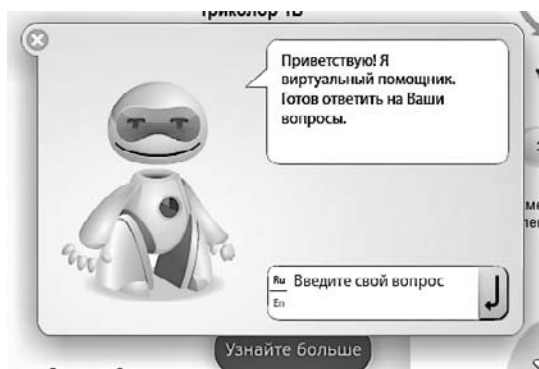 Триколор ТВ
Приветствую! Я
виртуальный помощник.
Готов ответить на Ваши
вопросы.
Ru Введите свой вопрос
En
Узнайте больше